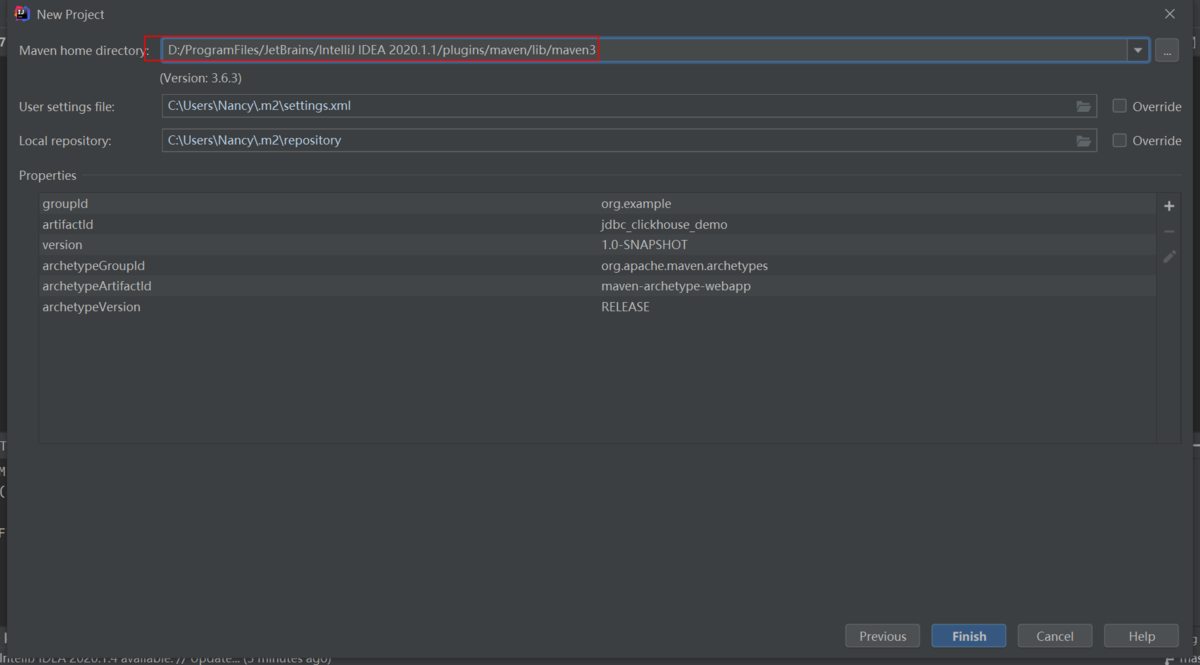 New Project
Maven home directory: D:/ProgramFiles/JetBrains/IntelliJ IDEA 2020.1.1/plugins/maven/lib/maven3 ...
(Version: 3.6.3)
User settings file: C:\Users\Nancy\.m2\settings.xml Override
Local repository: C:\Users\Nancy\.m2\repository Override
Properties
groupId org.example
artifactId jdbc_clickhouse_demo
version 1.0-SNAPSHOT
archetypeGroupId org.apache.maven.archetypes
archetypeArtifactId maven-archetype-webapp
archetypeVersion RELEASE
Previous Finish Cancel Help
IntelliJ IDEA 2020.1.4 available: // Update... (5 minutes ago)